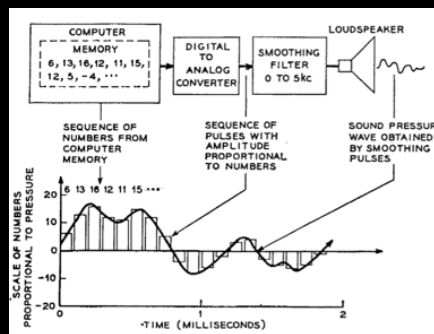 COMPUTER
MEMORY
6, 13, 16, 12, 11, 15,
12, 5, -4, ···
DIGITAL
TO
ANALOG
CONVERTER
SMOOTHING
FILTER
0 TO 5kc
LOUDSPEAKER
SEQUENCE OF
NUMBERS FROM
COMPUTER
MEMORY
SEQUENCE OF
PULSES WITH
AMPLITUDE
PROPORTIONAL
TO NUMBERS
SOUND PRESSURE
WAVE OBTAINED
BY SMOOTHING
PULSES
SCALE OF NUMBERS
PROPORTIONAL TO PRESSURE
6 13 16 12 11 15 ····
20
10
0
-10
-20
1
2
TIME (MILLISECONDS)